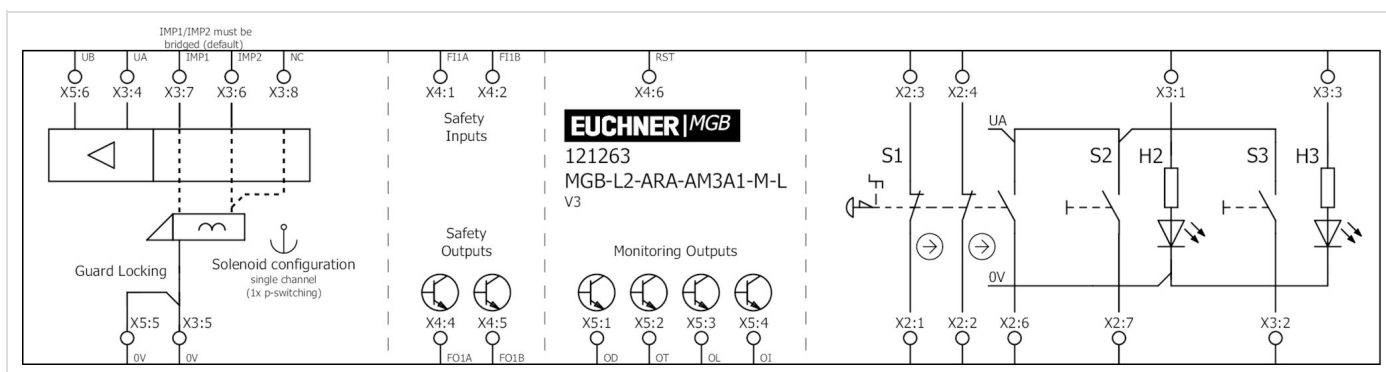 IMP1/IMP2 must be
bridged (default)
UB UA IMP1 IMP2 NC
X5:6 X3:4 X3:7 X3:6 X3:8
Guard Locking
Solenoid configuration
single channel
(1x p-switching)
X5:5 X3:5
0V 0V
FI1A FI1B
X4:1 X4:2
Safety
Inputs
Safety
Outputs
X4:4 X4:5
FO1A FO1B
RST
X4:6
EUCHNER|MGB
121263
MGB-L2-ARA-AM3A1-M-L
V3
Monitoring Outputs
X5:1 X5:2 X5:3 X5:4
OD OT OL OI
X2:3 X2:4 X3:1 X3:3
UA
S1 S2 H2 S3 H3
0V
X2:1 X2:2 X2:6 X2:7 X3:2